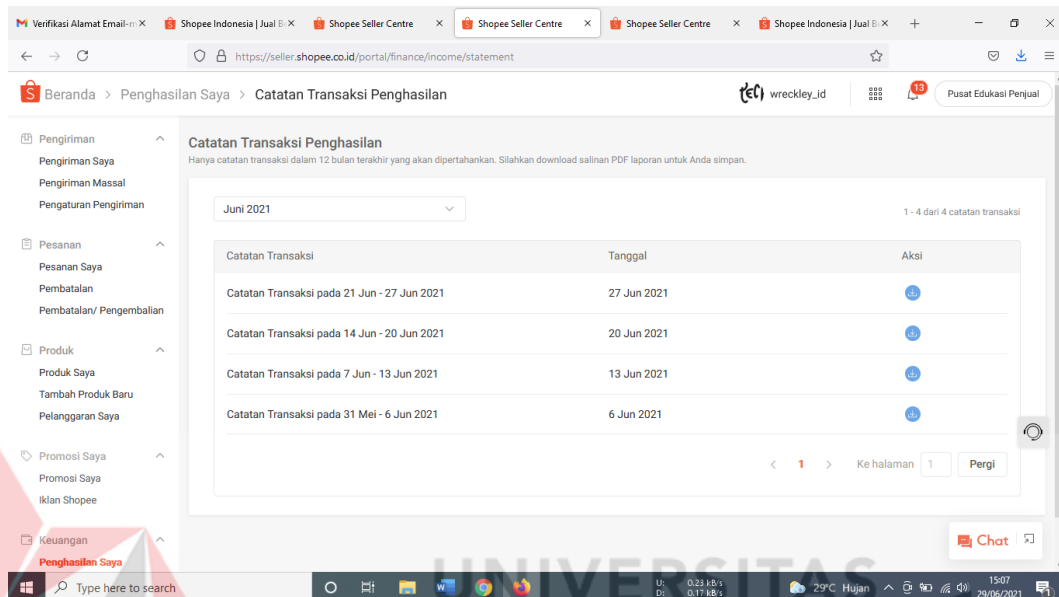 Verifikasi Alamat Email-m
Shopee Indonesia | Jual B
Shopee Seller Centre
Shopee Seller Centre
Shopee Seller Centre
Shopee Indonesia | Jual B
https://seller.shopee.co.id/portal/finance/income/statement
Beranda > Penghasilan Saya > Catatan Transaksi Penghasilan
wreckley_id
13
Pusat Edukasi Penjual
Pengiriman
Pengiriman Saya
Pengiriman Massal
Pengaturan Pengiriman
Pesanan
Pesanan Saya
Pembatalan
Pembatalan/ Pengembalian
Produk
Produk Saya
Tambah Produk Baru
Pelanggaran Saya
Promosi Saya
Promosi Saya
Iklan Shopee
Keuangan
Penghasilan Saya
Catatan Transaksi Penghasilan
Hanya catatan transaksi dalam 12 bulan terakhir yang akan dipertahankan. Silahkan download salinan PDF laporan untuk Anda simpan.
Juni 2021
1 - 4 dari 4 catatan transaksi
Catatan Transaksi Tanggal Aksi
Catatan Transaksi pada 21 Jun - 27 Jun 2021 27 Jun 2021
Catatan Transaksi pada 14 Jun - 20 Jun 2021 20 Jun 2021
Catatan Transaksi pada 7 Jun - 13 Jun 2021 13 Jun 2021
Catatan Transaksi pada 31 Mei - 6 Jun 2021 6 Jun 2021
< 1 > Ke halaman 1 Pergi
Chat
UNIVERSITAS
Type here to search
U: 0.23 kB/s
D: 0.17 kB/s
29°C Hujan
15:07
29/06/2021